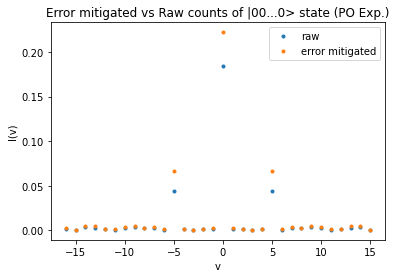 Error mitigated vs Raw counts of |00...0> state (PO Exp.)
raw
error mitigated
I(v)
0.20
0.15
0.10
0.05
0.00
−15
−10
−5
0
5
10
15
v